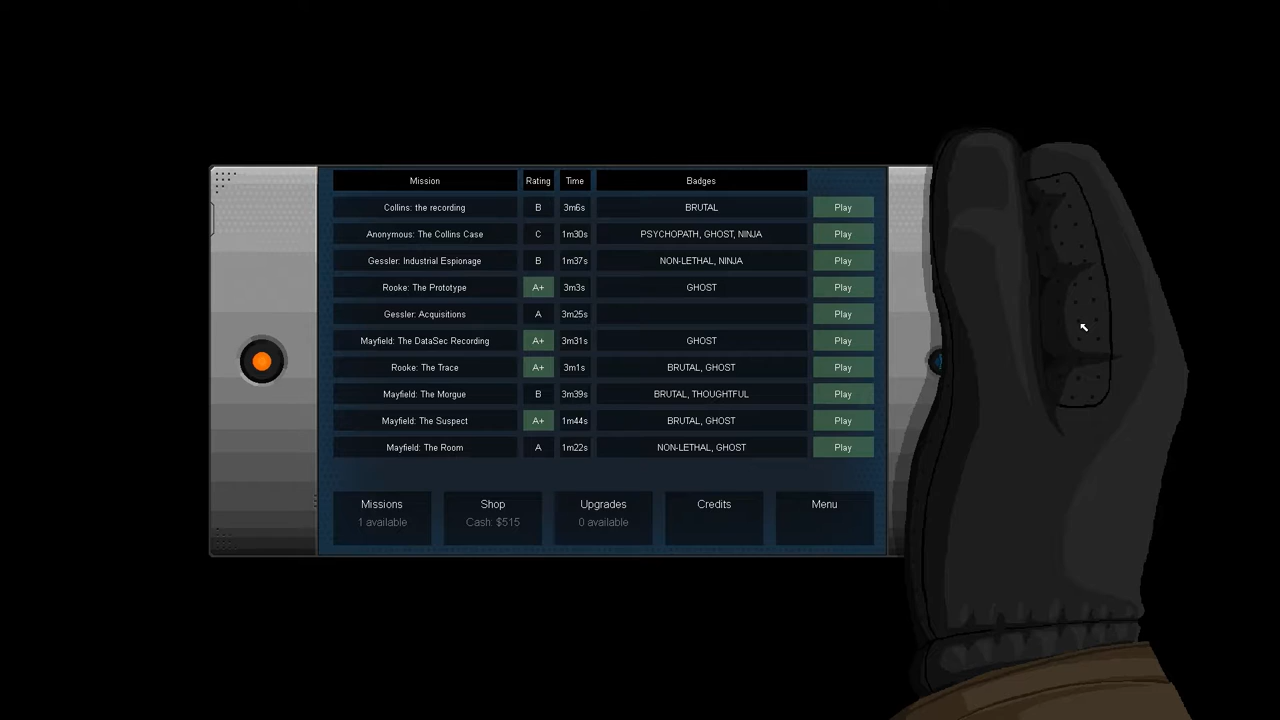 Mission Rating Time Badges
Collins: the recording B 3m6s BRUTAL Play
Anonymous: The Collins Case C 1m30s PSYCHOPATH, GHOST, NINJA Play
Gessler: Industrial Espionage B 1m37s NON-LETHAL, NINJA Play
Rooke: The Prototype A+ 3m3s GHOST Play
Gessler: Acquisitions A 3m25s Play
Mayfield: The DataSec Recording A+ 3m31s GHOST Play
Rooke: The Trace A+ 3m1s BRUTAL, GHOST Play
Mayfield: The Morgue B 3m39s BRUTAL, THOUGHTFUL Play
Mayfield: The Suspect A+ 1m44s BRUTAL, GHOST Play
Mayfield: The Room A 1m22s NON-LETHAL, GHOST Play
Missions Shop Upgrades Credits Menu
1 available Cash: $515 0 available